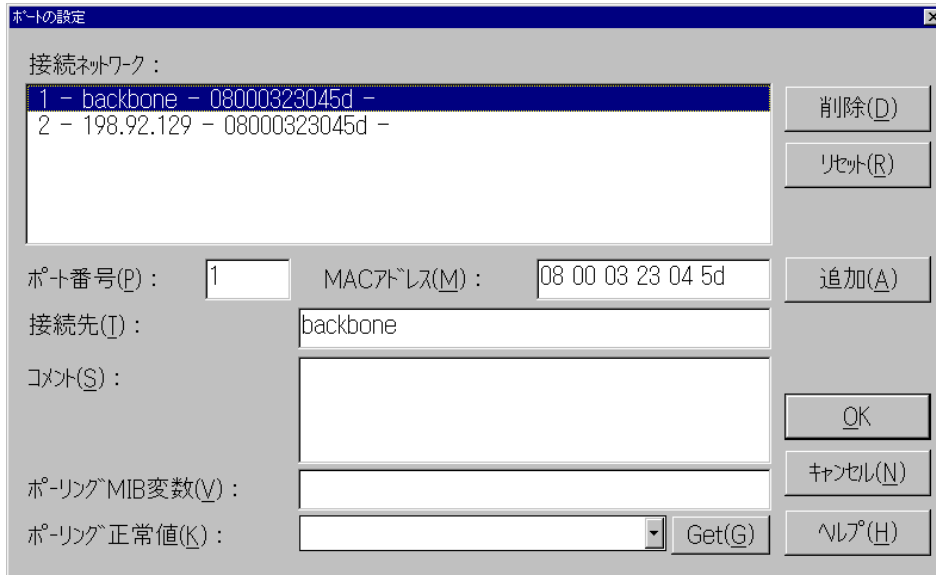 ﾎﾟｰﾄの設定
接続ﾈｯﾄﾜｰｸ：
1 - backbone - 08000323045d -
2 - 198.92.129 - 08000323045d -
削除(D)
ﾘｾｯﾄ(R)
ﾎﾟｰﾄ番号(P)： 1 MACｱﾄﾞﾚｽ(M)： 08 00 03 23 04 5d 追加(A)
接続先(T)： backbone
ｺﾒﾝﾄ(S)：
OK
ｷｬﾝｾﾙ(N)
ﾎﾟｰﾘﾝｸﾞMIB変数(V)：
ﾎﾟｰﾘﾝｸﾞ正常値(K)： Get(G) ﾍﾙﾌﾟ(H)